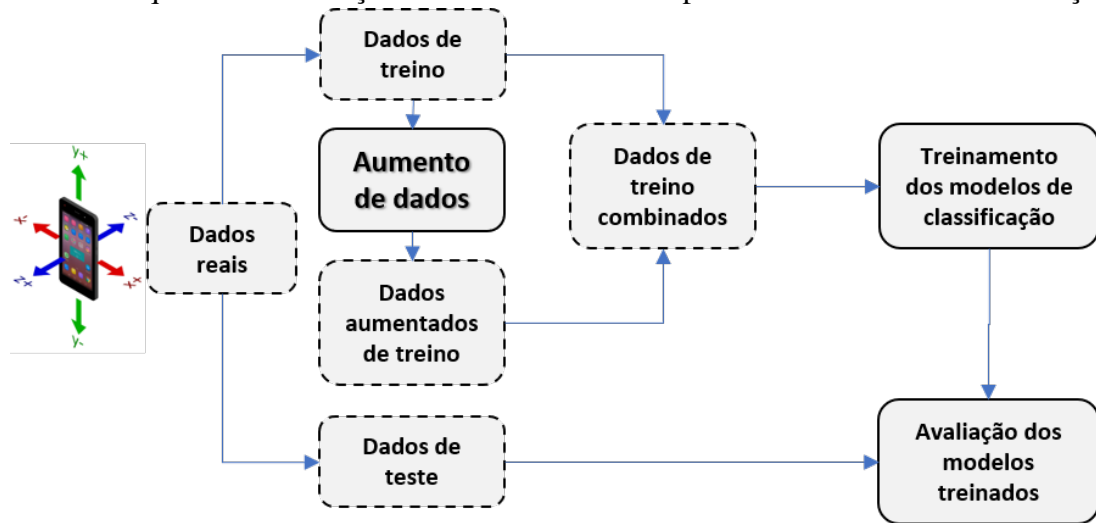 Dados de
treino
Aumento
de dados
Dados de
treino
combinados
Treinamento
dos modelos de
classificação
Dados
reais
Dados
aumentados
de treino
Dados de
teste
Avaliação dos
modelos
treinados